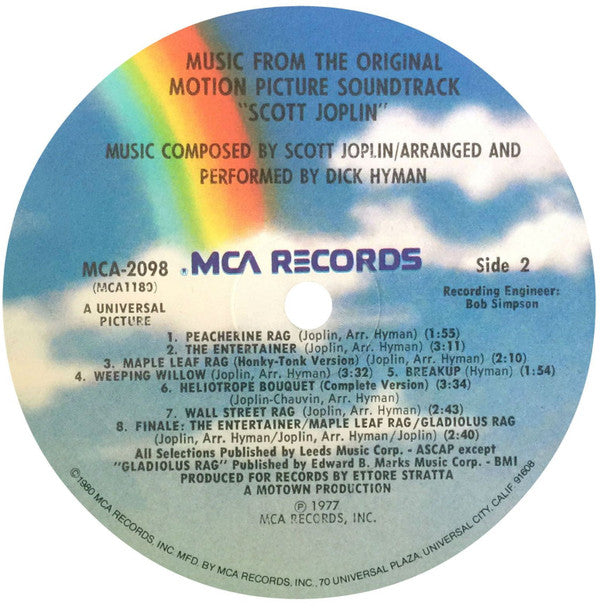 MUSIC FROM THE ORIGINAL
MOTION PICTURE SOUNDTRACK
"SCOTT JOPLIN"
MUSIC COMPOSED BY SCOTT JOPLIN/ARRANGED AND
PERFORMED BY DICK HYMAN
MCA-2098 MCA RECORDS Side 2
(MCA1180)
Recording Engineer:
Bob Simpson
A UNIVERSAL
PICTURE
1. PEACHERINE RAG (Joplin, Arr. Hyman) (1:55)
2. THE ENTERTAINER (Joplin, Arr. Hyman) (3:11)
3. MAPLE LEAF RAG (Honky-Tonk Version) (Joplin, Arr. Hyman) (2:10)
4. WEEPING WILLOW (Joplin, Arr. Hyman) (3:32) 5. BREAKUP (Hyman) (1:54)
6. HELIOTROPE BOUQUET (Complete Version) (3:34)
(Joplin-Chauvin, Arr. Hyman)
7. WALL STREET RAG (Joplin, Arr. Hyman) (2:43)
8. FINALE: THE ENTERTAINER/MAPLE LEAF RAG/GLADIOLUS RAG
(Joplin, Arr. Hyman/Joplin, Arr. Hyman/Joplin, Arr. Hyman/) (2:40)
All Selections Published by Leeds Music Corp. - ASCAP except
"GLADIOLUS RAG" Published by Edward B. Marks Music Corp. - BMI
PRODUCED FOR RECORDS BY ETTORE STRATTA
A MOTOWN PRODUCTION
℗ 1977
MCA RECORDS, INC.
©1980 MCA RECORDS, INC. MFD. BY MCA RECORDS, INC., 70 UNIVERSAL PLAZA, UNIVERSAL CITY, CALIF. 91608